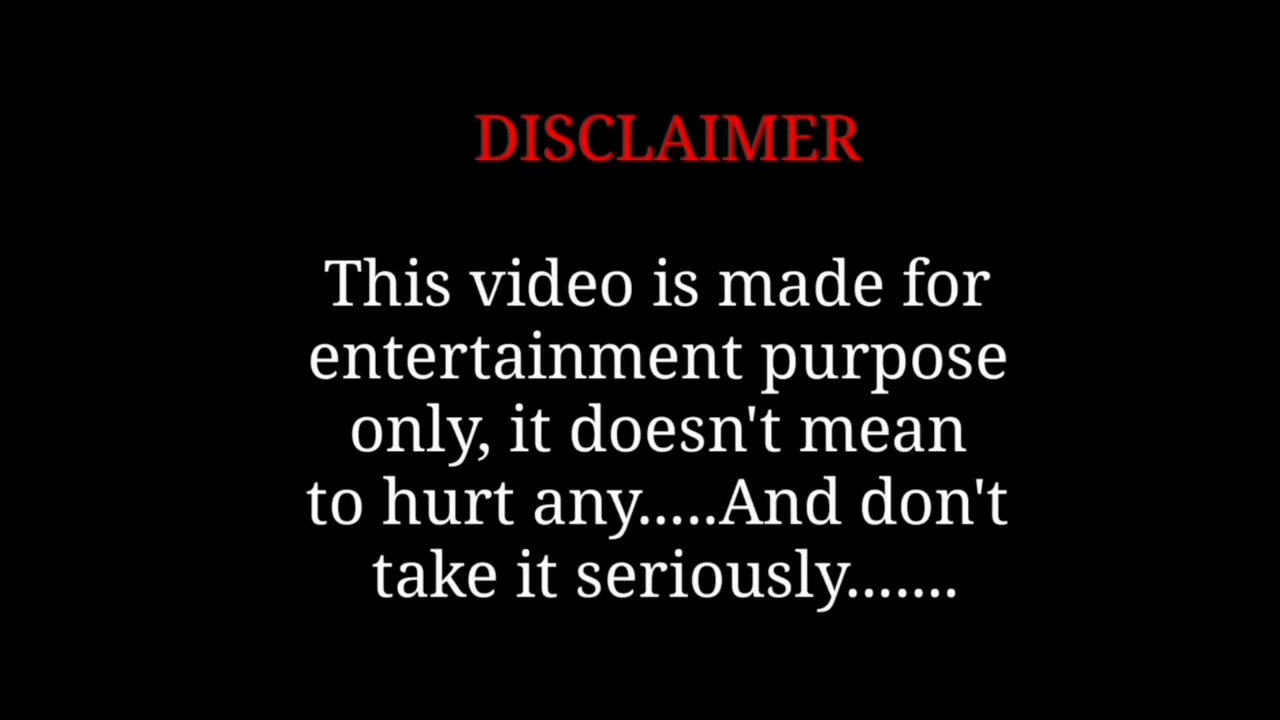 DISCLAIMER
This video is made for
entertainment purpose
only, it doesn't mean
to hurt any.....And don't
take it seriously.......